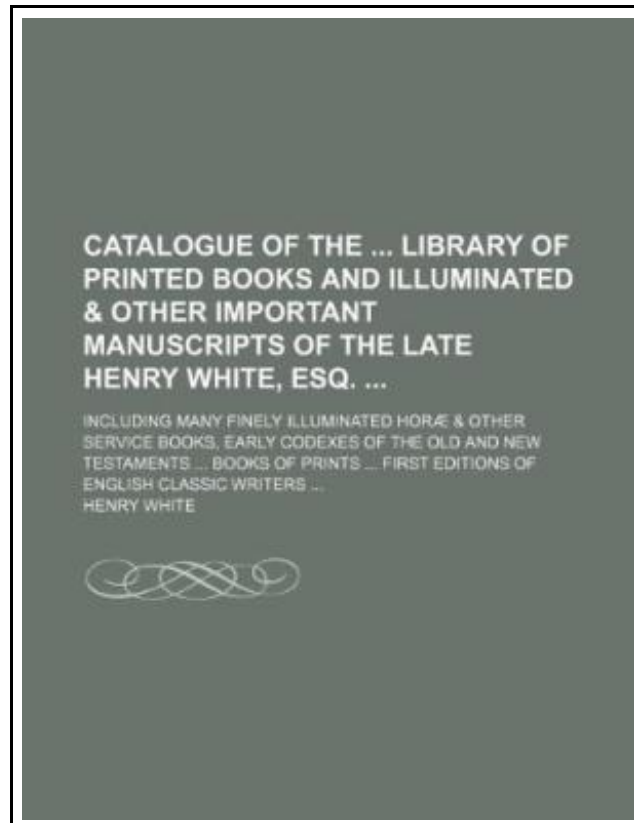 CATALOGUE OF THE ... LIBRARY OF
PRINTED BOOKS AND ILLUMINATED
& OTHER IMPORTANT
MANUSCRIPTS OF THE LATE
HENRY WHITE, ESQ. ...
INCLUDING MANY FINELY ILLUMINATED HORÆ & OTHER
SERVICE BOOKS, EARLY CODEXES OF THE OLD AND NEW
TESTAMENTS ... BOOKS OF PRINTS ... FIRST EDITIONS OF
ENGLISH CLASSIC WRITERS ...
HENRY WHITE